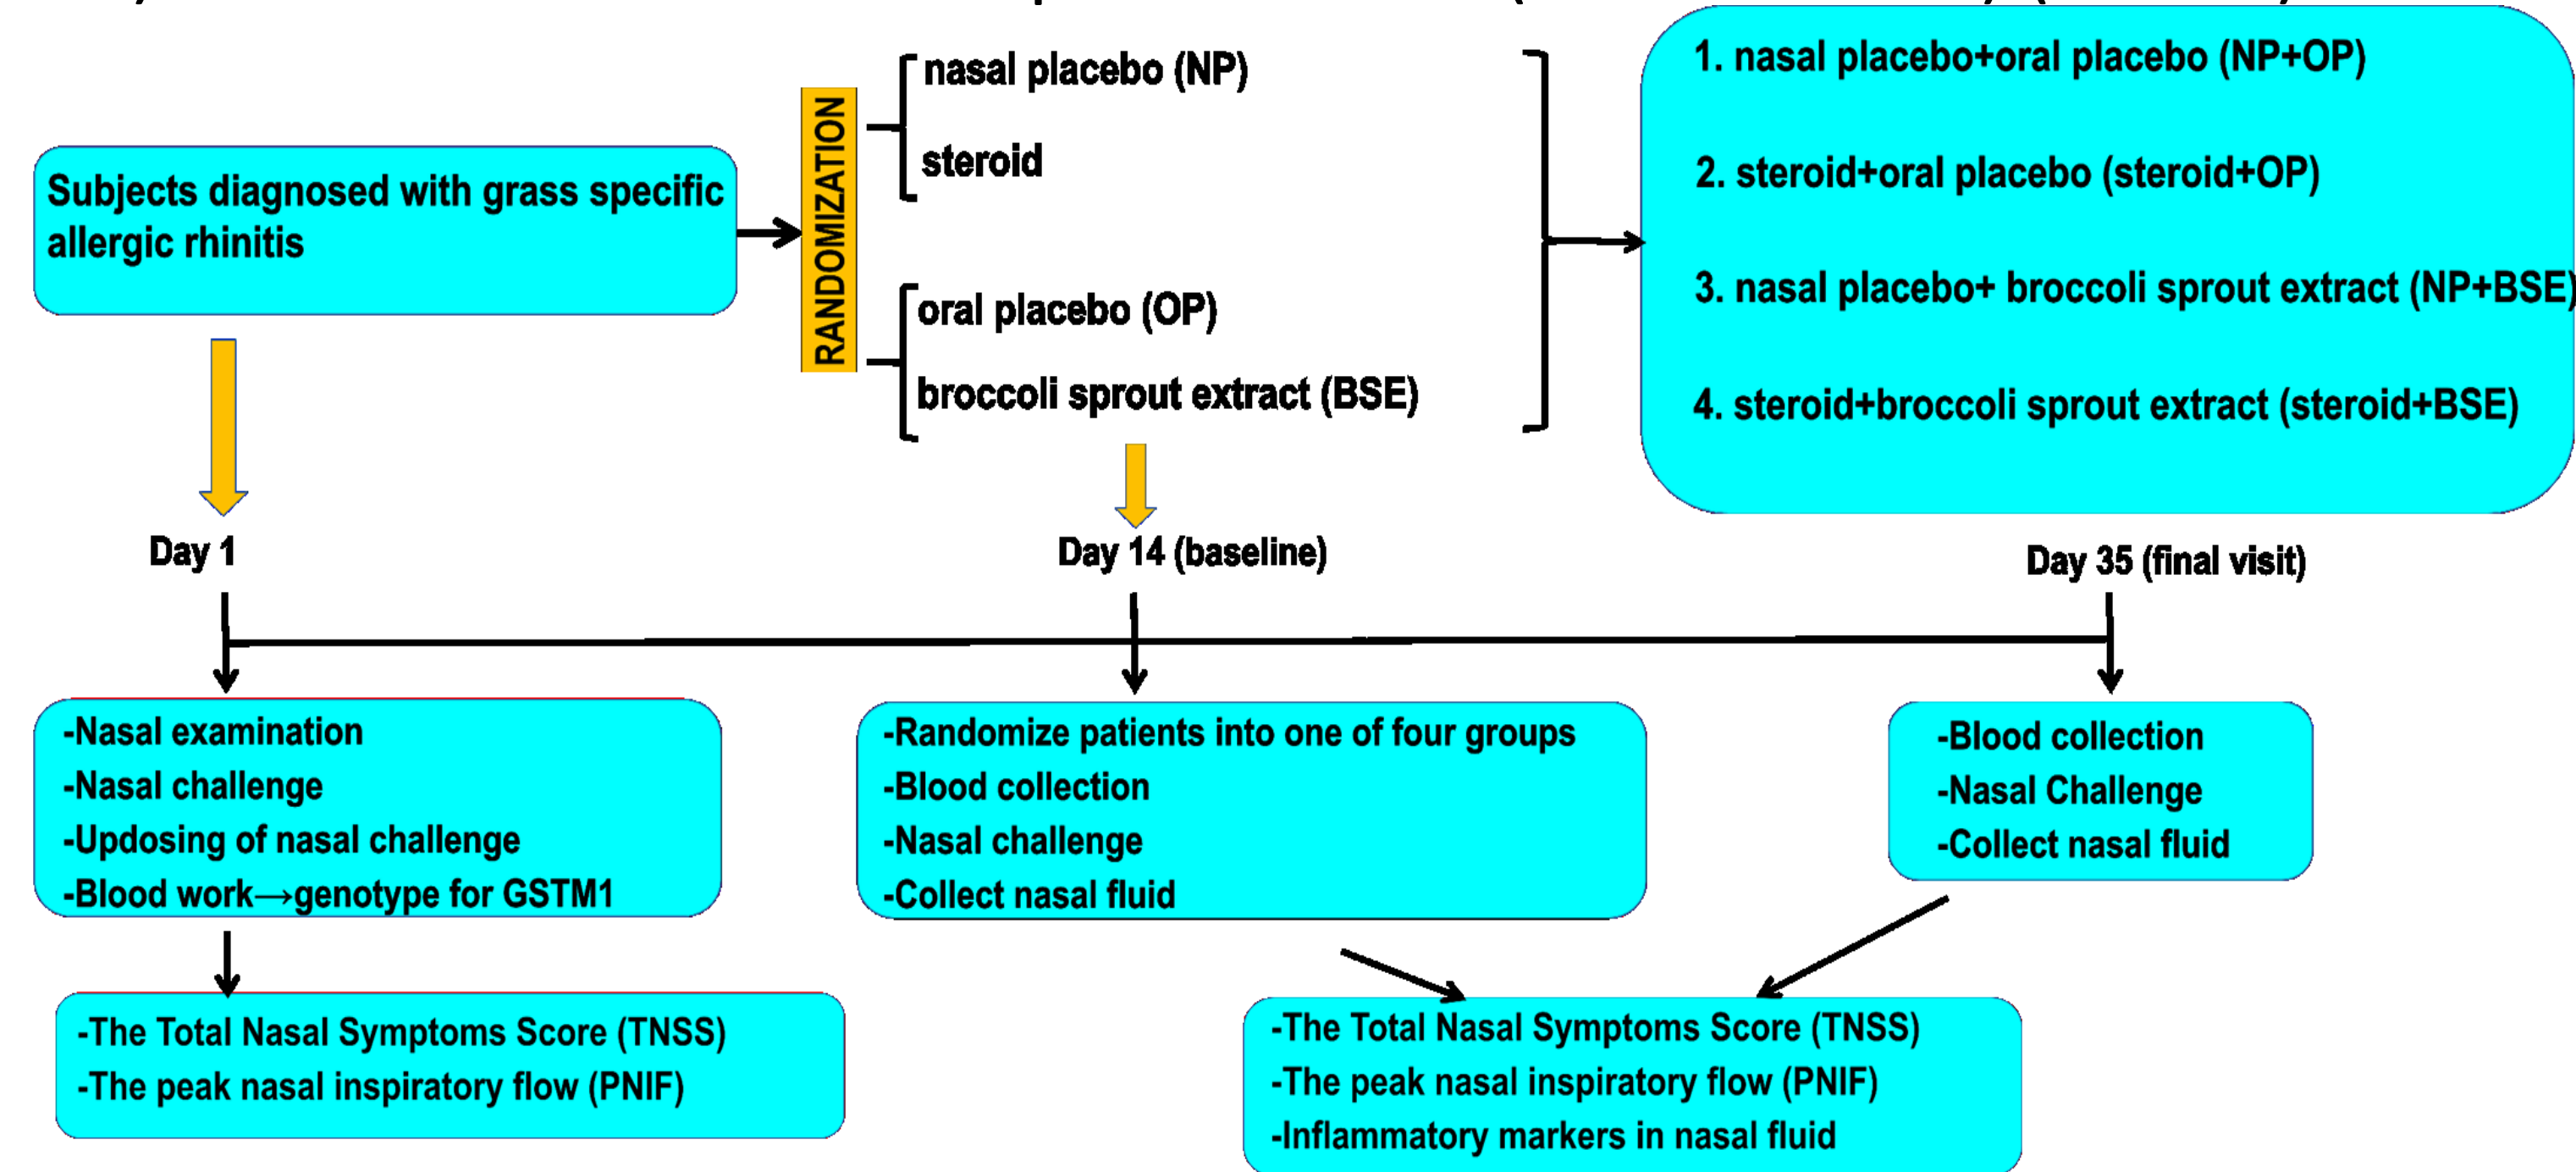 Subjects diagnosed with grass specific
allergic rhinitis
RANDOMIZATION
nasal placebo (NP)
steroid
oral placebo (OP)
broccoli sprout extract (BSE)
1. nasal placebo+oral placebo (NP+OP)
2. steroid+oral placebo (steroid+OP)
3. nasal placebo+ broccoli sprout extract (NP+BSE)
4. steroid+broccoli sprout extract (steroid+BSE)
Day 1
Day 14 (baseline)
Day 35 (final visit)
-Nasal examination
-Nasal challenge
-Updosing of nasal challenge
-Blood work→genotype for GSTM1
-Randomize patients into one of four groups
-Blood collection
-Nasal challenge
-Collect nasal fluid
-Blood collection
-Nasal Challenge
-Collect nasal fluid
-The Total Nasal Symptoms Score (TNSS)
-The peak nasal inspiratory flow (PNIF)
-The Total Nasal Symptoms Score (TNSS)
-The peak nasal inspiratory flow (PNIF)
-Inflammatory markers in nasal fluid